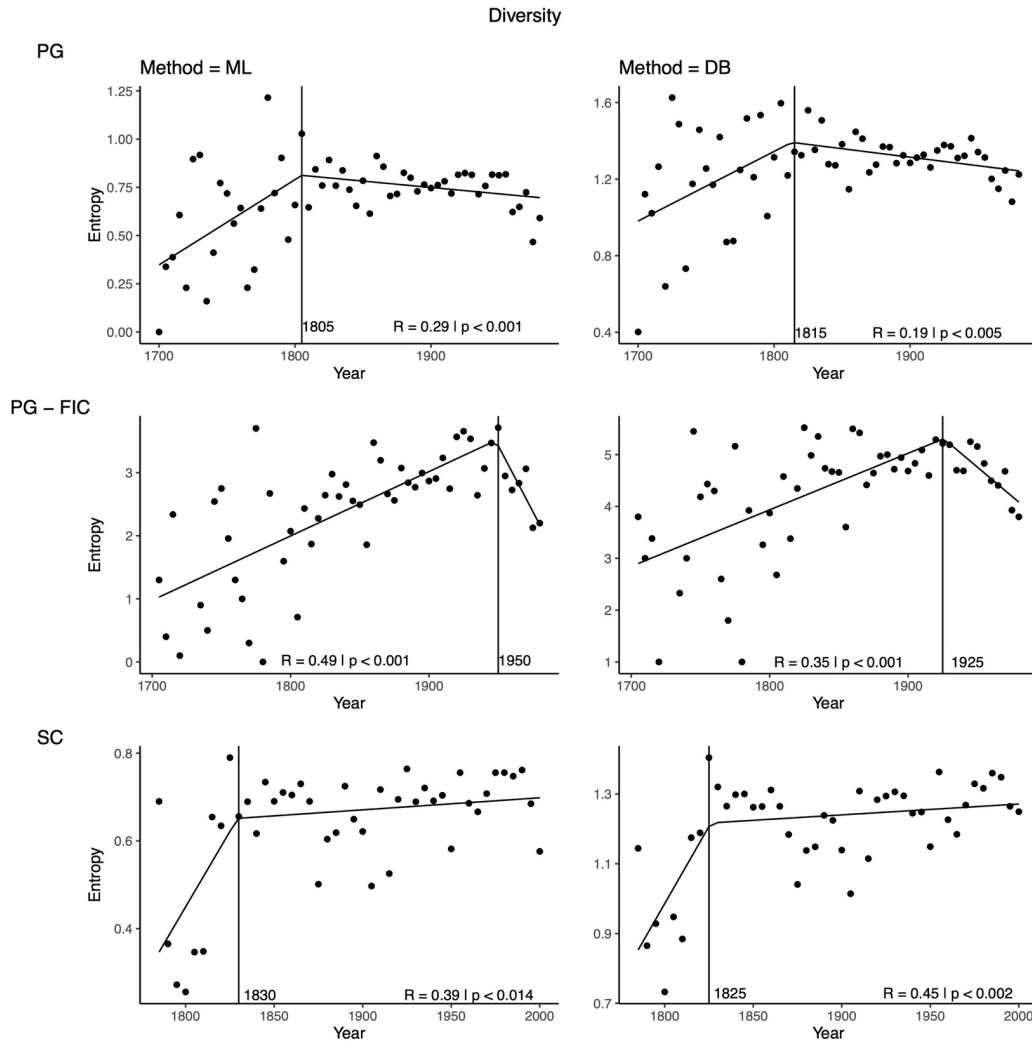 Diversity
PG
Method = ML
Method = DB
1.25
1.00
0.75
0.50
0.25
0.00
Entropy
1805
R = 0.29 | p < 0.001
1700
1800
1900
Year
1.6
1.2
0.8
0.4
Entropy
1815
R = 0.19 | p < 0.005
1700
1800
1900
Year
PG − FIC
3
2
1
0
Entropy
R = 0.49 | p < 0.001
1950
1700
1800
1900
Year
5
4
3
2
1
Entropy
R = 0.35 | p < 0.001
1925
1700
1800
1900
Year
SC
0.8
0.6
0.4
Entropy
1830
R = 0.39 | p < 0.014
1800
1850
1900
1950
2000
Year
1.3
1.1
0.9
0.7
Entropy
1825
R = 0.45 | p < 0.002
1800
1850
1900
1950
2000
Year